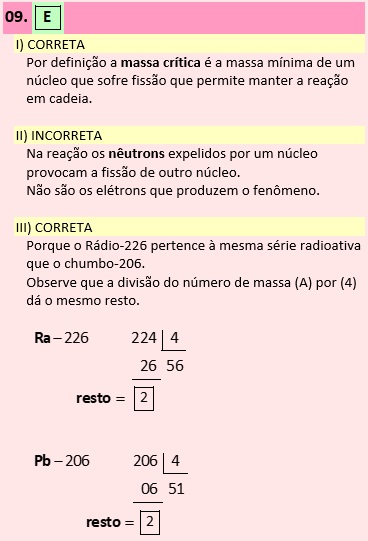 09. E
I) CORRETA
Por definição a massa crítica é a massa mínima de um
núcleo que sofre fissão que permite manter a reação
em cadeia.
II) INCORRETA
Na reação os nêutrons expelidos por um núcleo
provocam a fissão de outro núcleo.
Não são os elétrons que produzem o fenômeno.
III) CORRETA
Porque o Rádio-226 pertence à mesma série radioativa
que o chumbo-206.
Observe que a divisão do número de massa (A) por (4)
dá o mesmo resto.
Ra – 226 224 4
26 56
resto = 2
Pb – 206 206 4
06 51
resto = 2